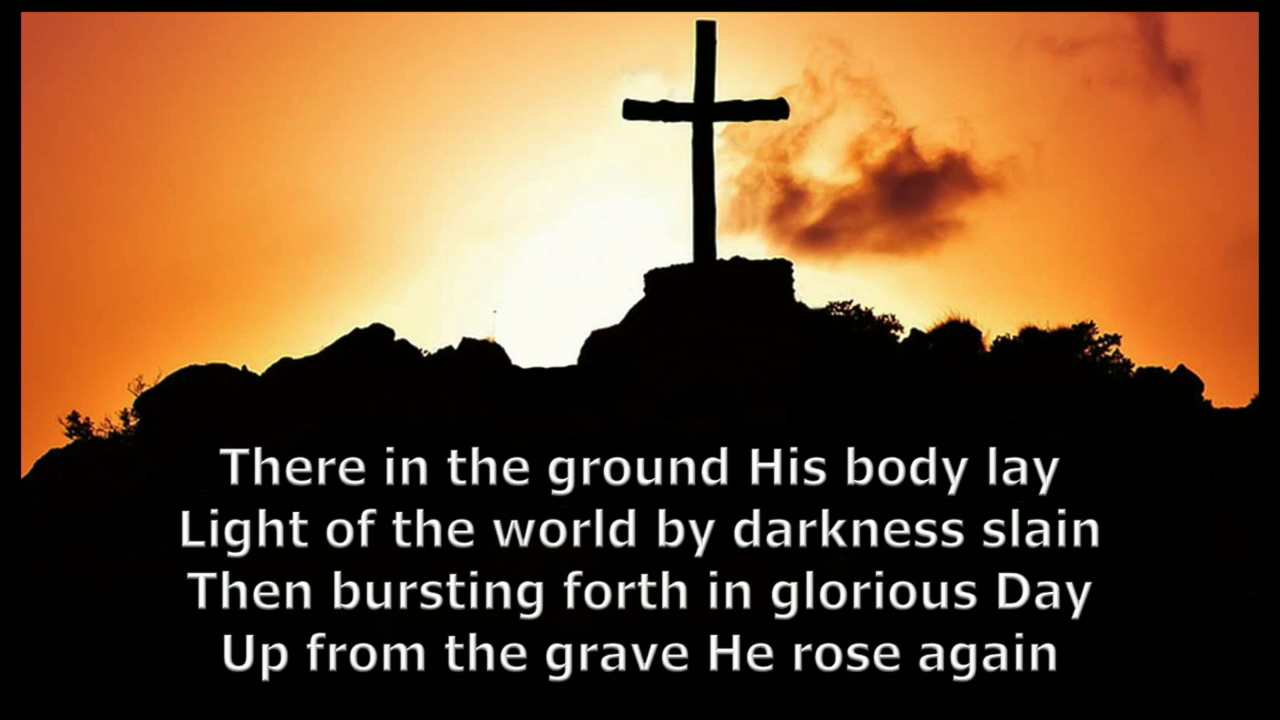 There in the ground His body lay
Light of the world by darkness slain
Then bursting forth in glorious Day
Up from the grave He rose again